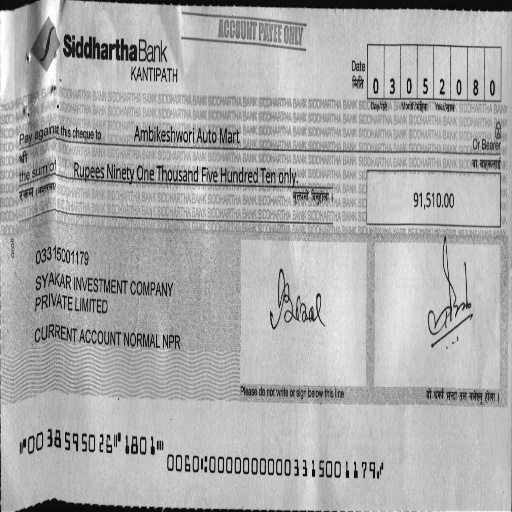 ACCOUNT PAYEE ONLY
Siddhartha Bank
KANTIPATH
Date
मिति
0 3 0 5 2 0 8 0
Pay against this cheque to Ambikeshwori Auto Mart
Or Bearer
श्री
the sum of Rupees Ninety One Thousand Five Hundred Ten only.
91,510.00
03315001179
SYAKAR INVESTMENT COMPANY
PRIVATE LIMITED
CURRENT ACCOUNT NORMAL NPR
Please do not write or sign below this line
⑈0038595026⑈1801⑈
0060⑆00000000003315001179⑈